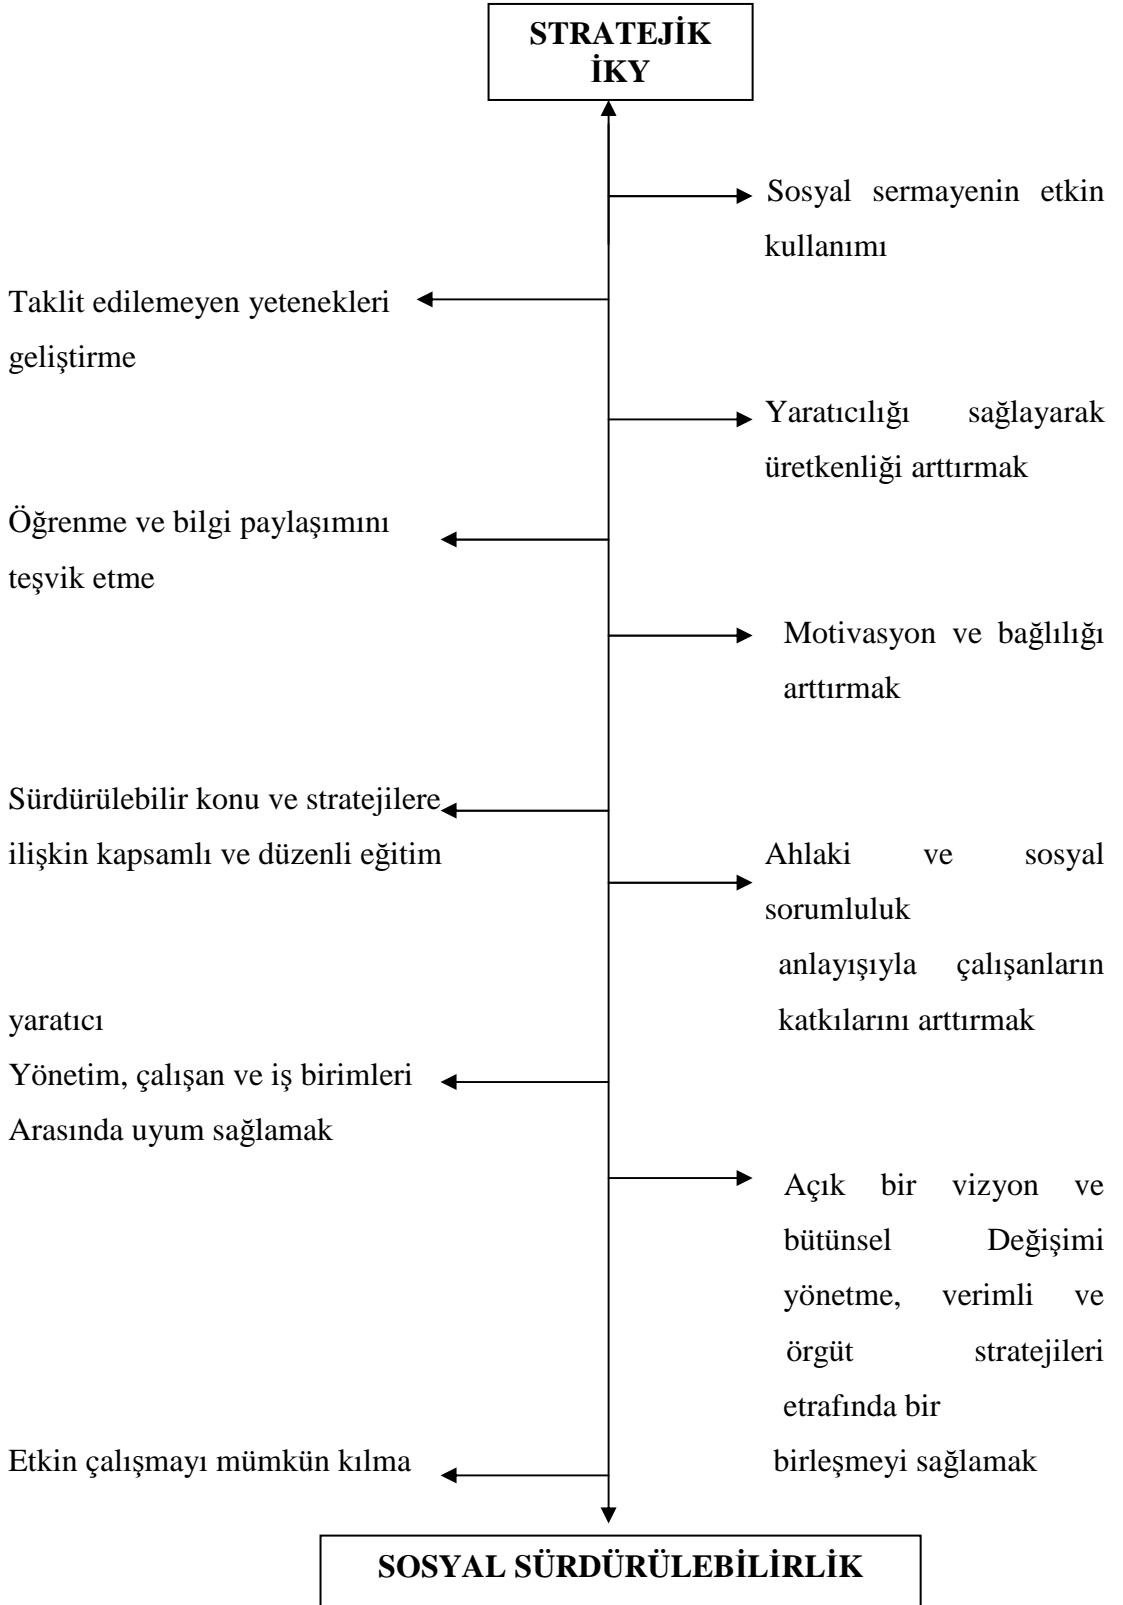 STRATEJİK
İKY
Sosyal sermayenin etkin
kullanımı
Taklit edilemeyen yetenekleri
geliştirme
Yaratıcılığı sağlayarak
üretkenliği arttırmak
Öğrenme ve bilgi paylaşımını
teşvik etme
Motivasyon ve bağlılığı
arttırmak
Sürdürülebilir konu ve stratejilere
ilişkin kapsamlı ve düzenli eğitim
Ahlaki ve sosyal
sorumluluk
anlayışıyla çalışanların
katkılarını arttırmak
yaratıcı
Yönetim, çalışan ve iş birimleri
Arasında uyum sağlamak
Açık bir vizyon ve
bütünsel Değişimi
yönetme, verimli ve
örgüt stratejileri
etrafında bir
birleşmeyi sağlamak
Etkin çalışmayı mümkün kılma
SOSYAL SÜRDÜRÜLEBİLİRLİK